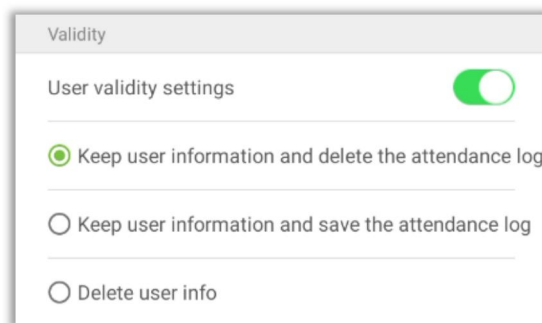 Validity
User validity settings
Keep user information and delete the attendance log
Keep user information and save the attendance log
Delete user info